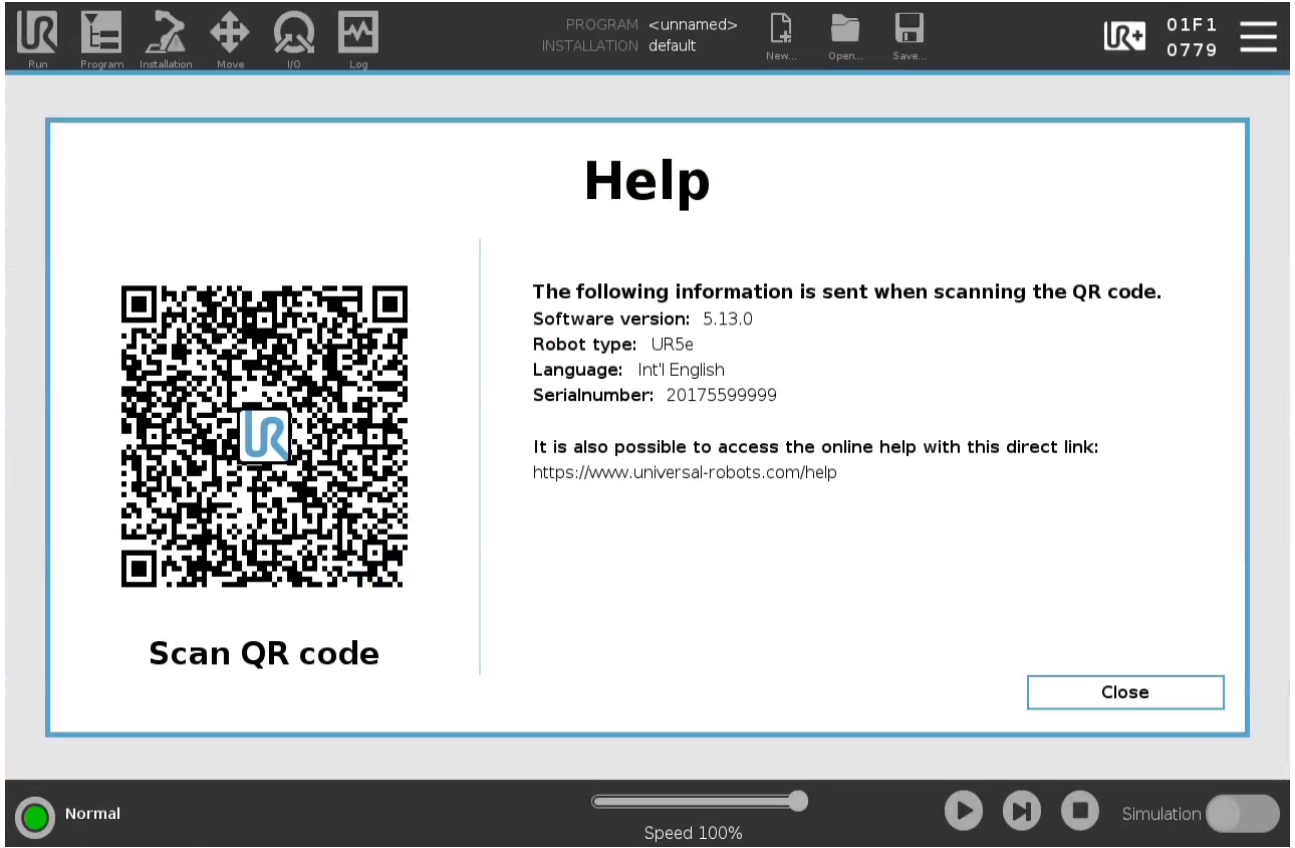 PROGRAM <unnamed>
INSTALLATION default
01F1
0779
Run Program Installation Move I/O Log New... Open... Save...
Help
The following information is sent when scanning the QR code.
Software version: 5.13.0
Robot type: UR5e
Language: Int'l English
Serialnumber: 20175599999
It is also possible to access the online help with this direct link:
https://www.universal-robots.com/help
UR
Scan QR code
Close
Normal
Speed 100%
Simulation